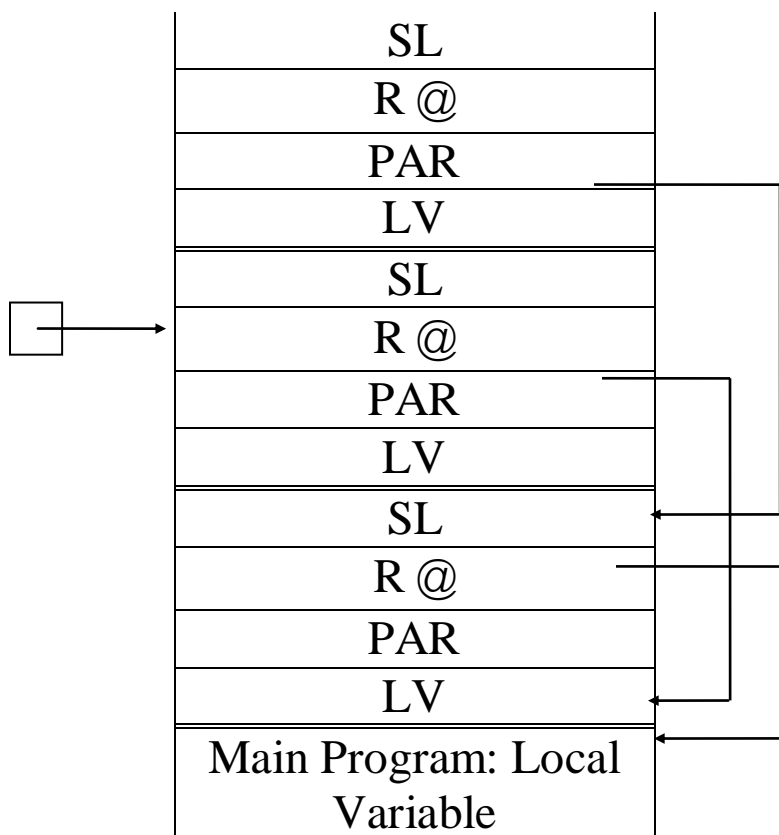 SL
R @
PAR
LV
SL
R @
PAR
LV
SL
R @
PAR
LV
Main Program: Local
Variable